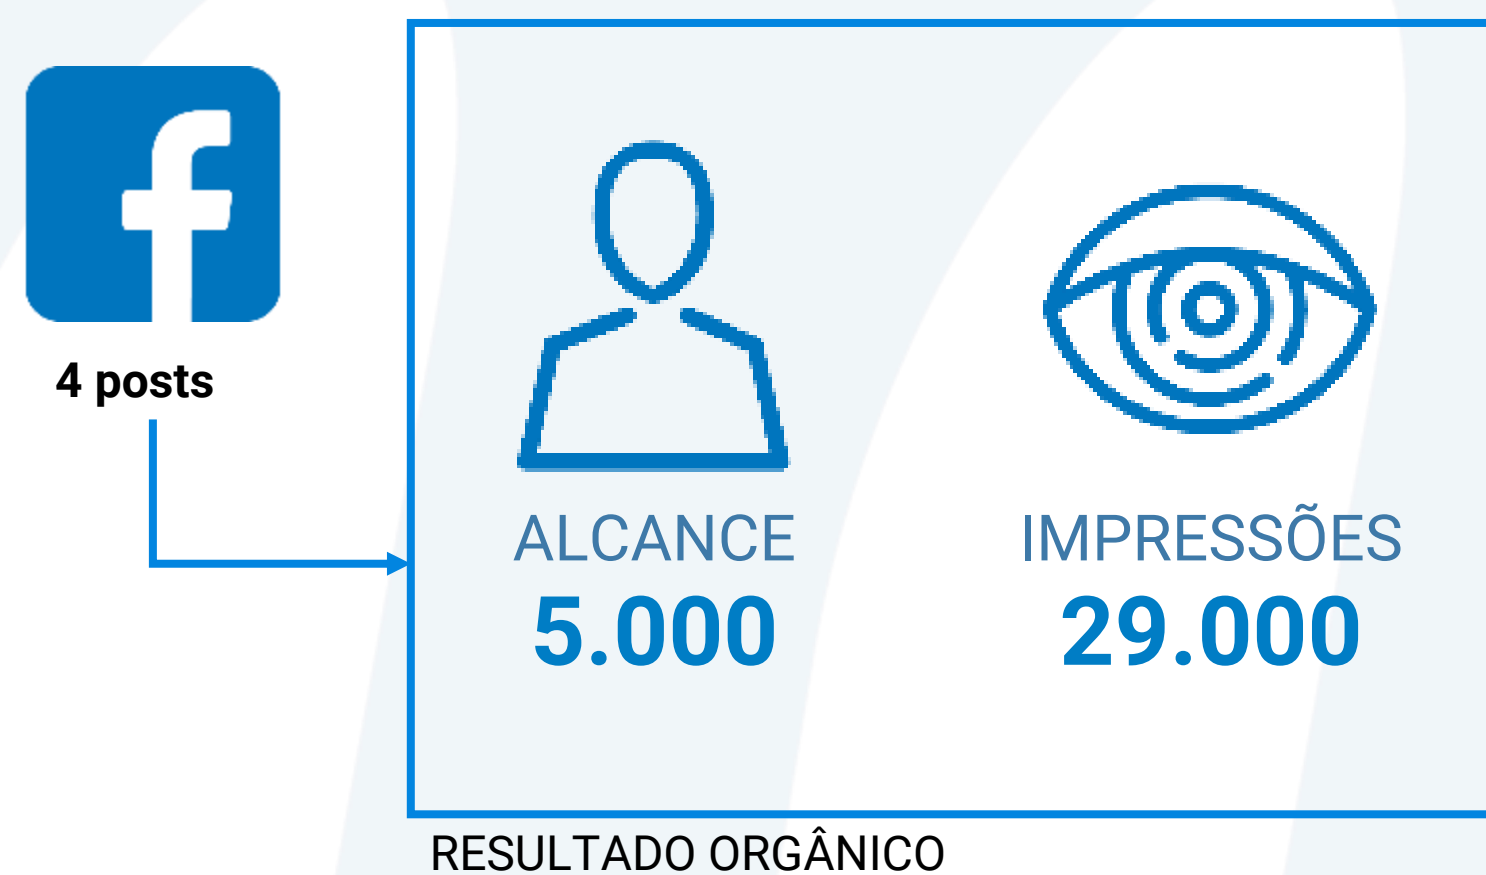 4 posts
ALCANCE
5.000
IMPRESSÕES
29.000
RESULTADO ORGÂNICO